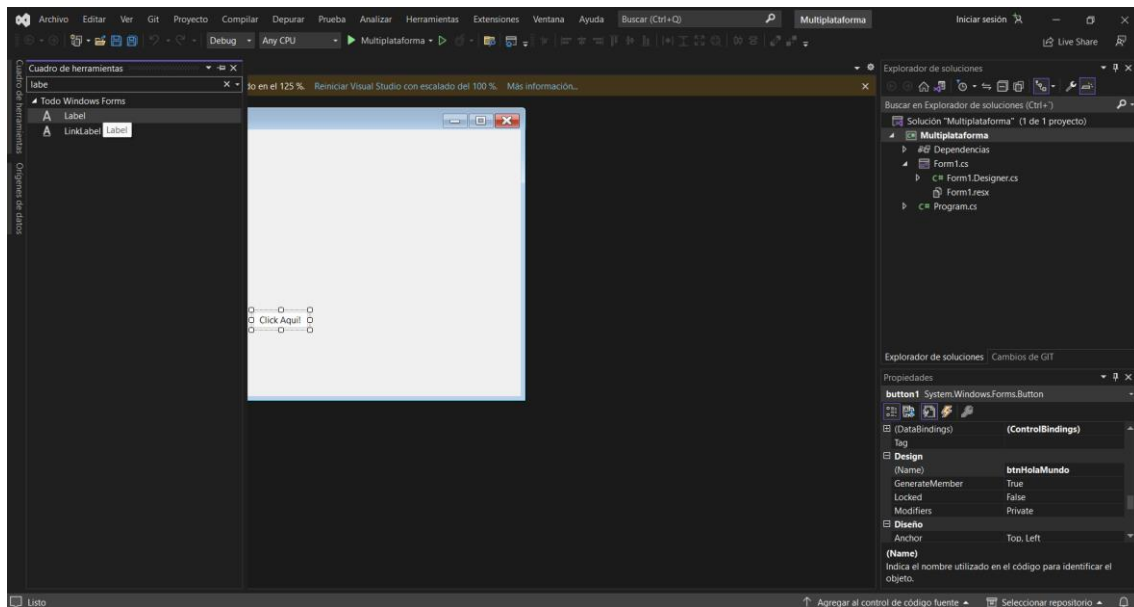 Archivo Editar Ver Git Proyecto Compilar Depurar Prueba Analizar Herramientas Extensiones Ventana Ayuda Buscar (Ctrl+Q) Multiplataforma Iniciar sesión
Debug Any CPU Multiplataforma Live Share
Cuadro de herramientas
Orígenes de datos
Cuadro de herramientas
labe
Todo Windows Forms
A Label
A LinkLabel Label
do en el 125 %. Reiniciar Visual Studio con escalado del 100 %. Más información...
Click Aqui!
Explorador de soluciones
Buscar en Explorador de soluciones (Ctrl+´)
Solución "Multiplataforma" (1 de 1 proyecto)
Multiplataforma
Dependencias
Form1.cs
C# Form1.Designer.cs
Form1.resx
C# Program.cs
Explorador de soluciones Cambios de GIT
Propiedades
button1 System.Windows.Forms.Button
(DataBindings) (ControlBindings)
Tag
Design
(Name) btnHolaMundo
GenerateMember True
Locked False
Modifiers Private
Diseño
Anchor Top, Left
(Name)
Indica el nombre utilizado en el código para identificar el
objeto.
Listo Agregar al control de código fuente Seleccionar repositorio